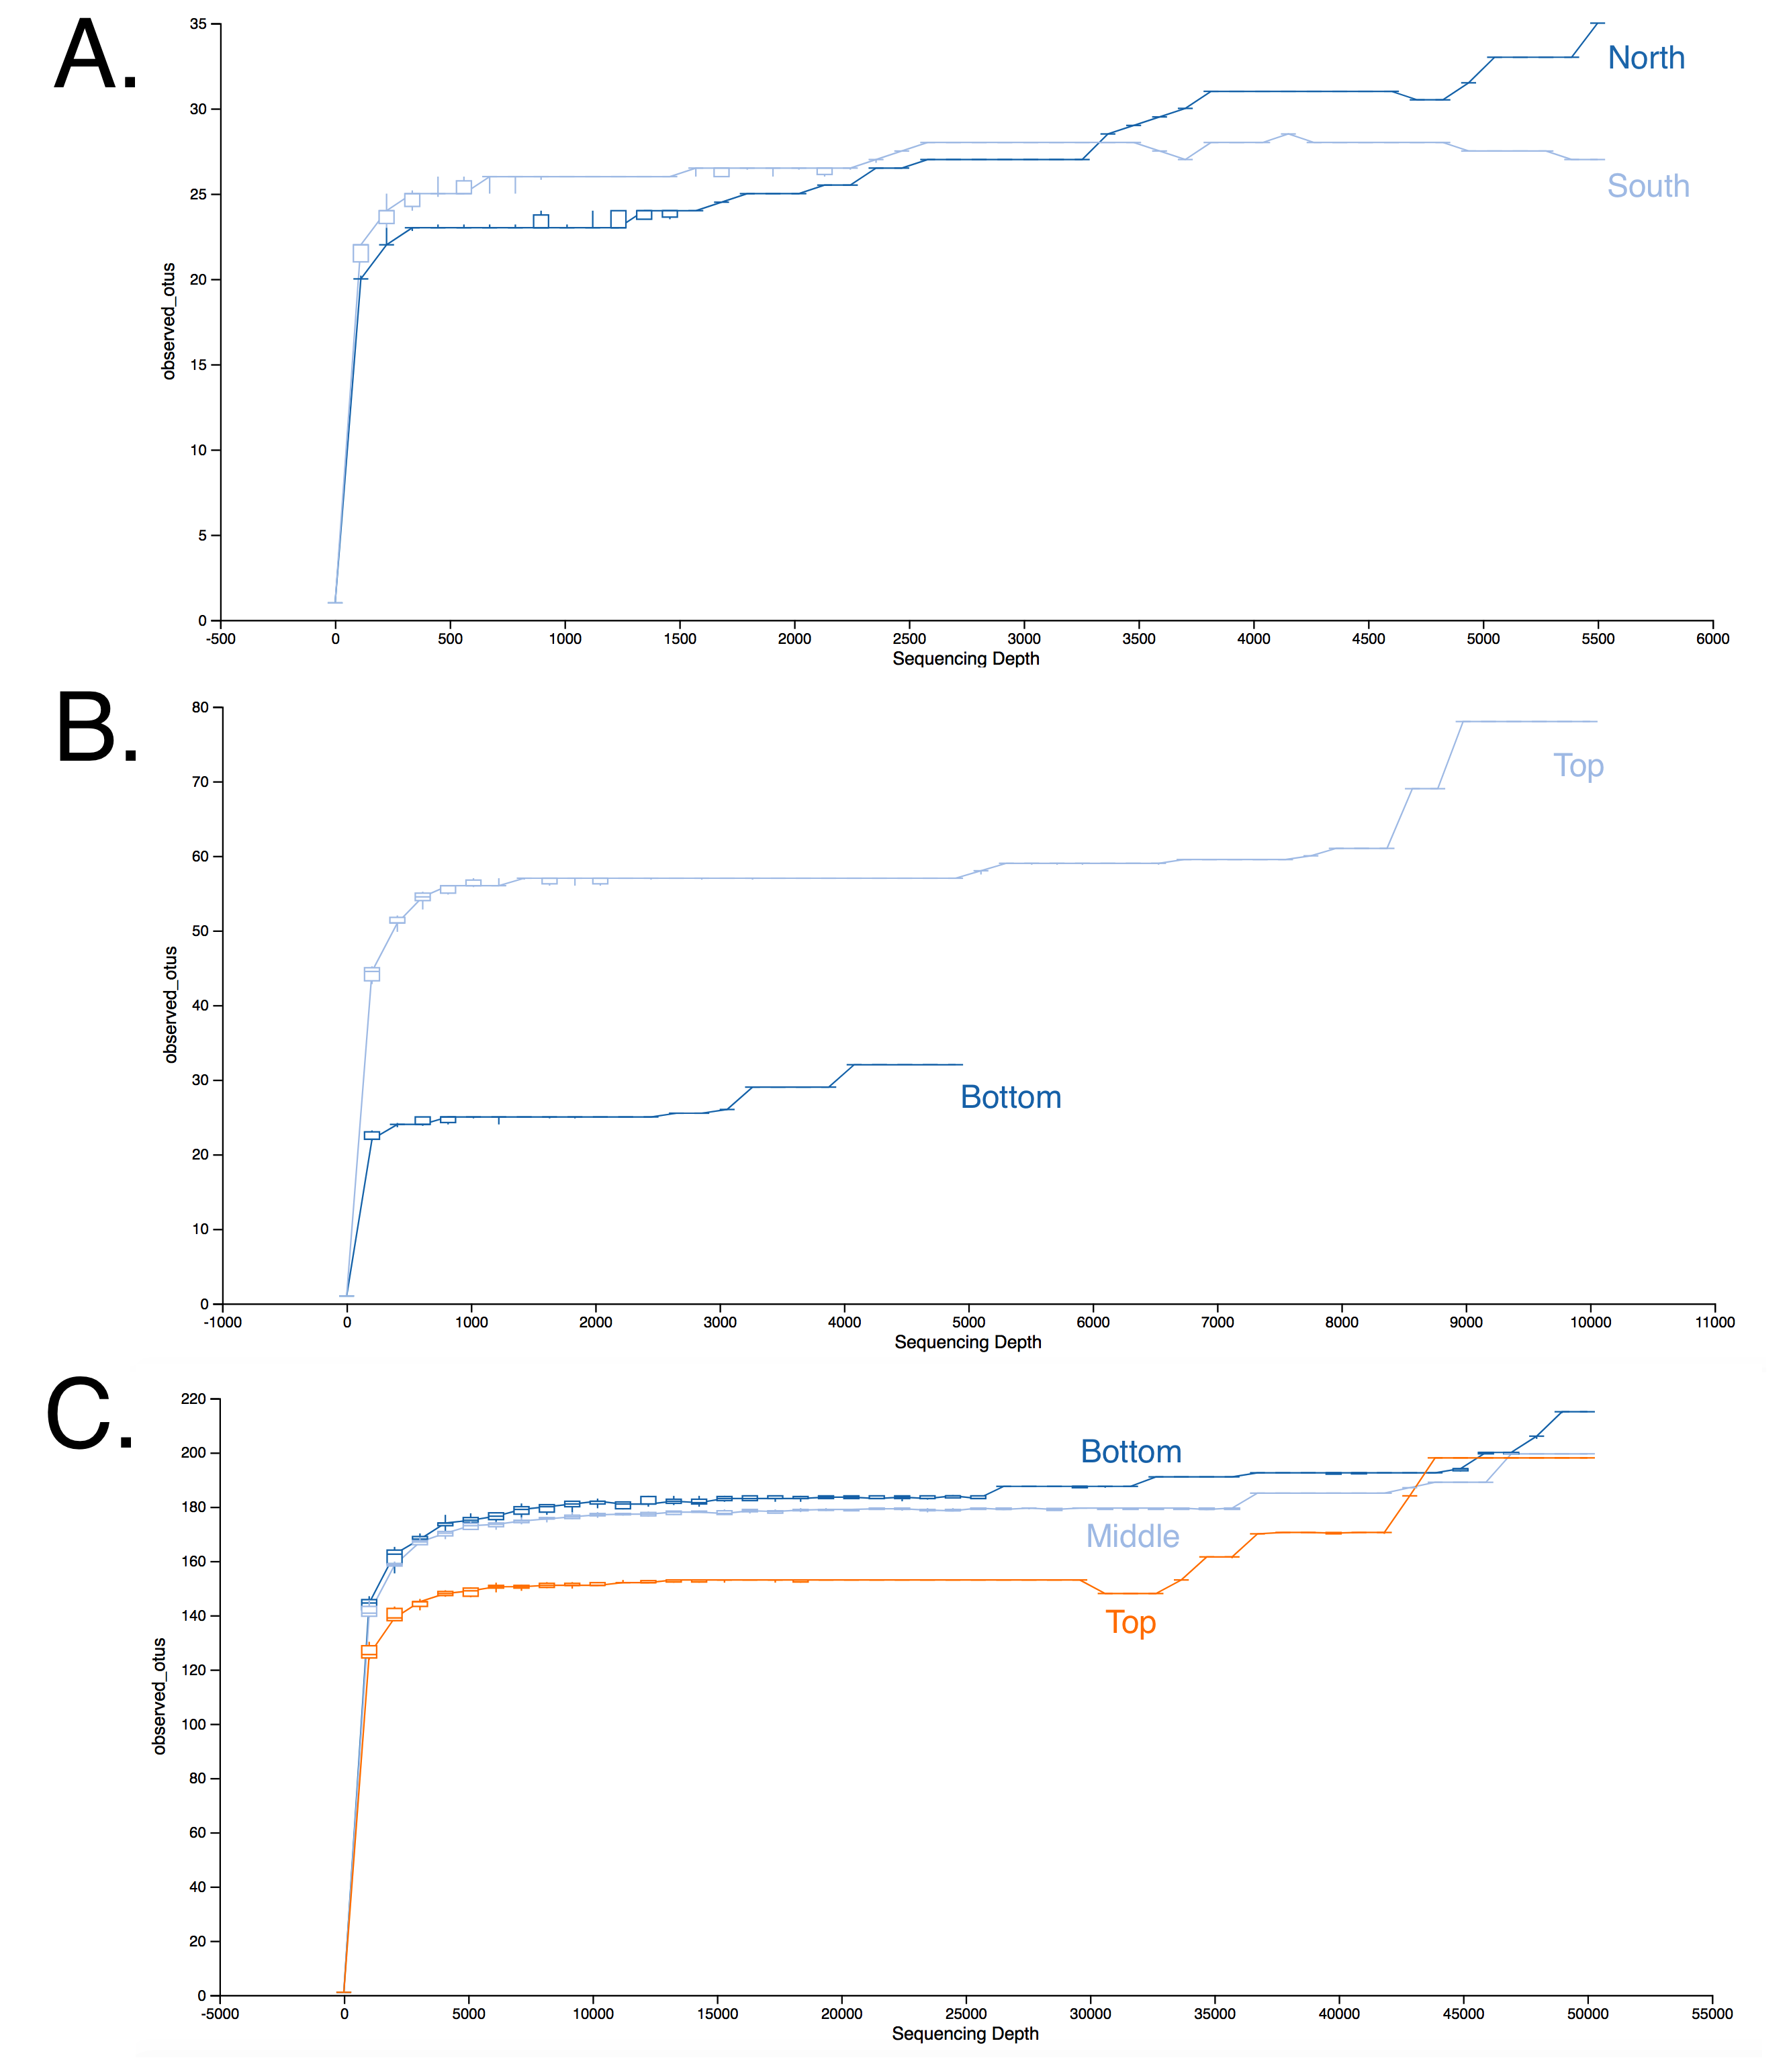 A.
35
North
30
South
25
20
observed_otus
15
10
5
0
-500 0 500 1000 1500 2000 2500 3000 3500 4000 4500 5000 5500 6000
Sequencing Depth
B.
80
Top
70
60
50
observed_otus
40
30
Bottom
20
10
0
-1000 0 1000 2000 3000 4000 5000 6000 7000 8000 9000 10000 11000
Sequencing Depth
C.
220
Bottom
200
180
Middle
160
Top
140
120
observed_otus
100
80
60
40
20
0
-5000 0 5000 10000 15000 20000 25000 30000 35000 40000 45000 50000 55000
Sequencing Depth